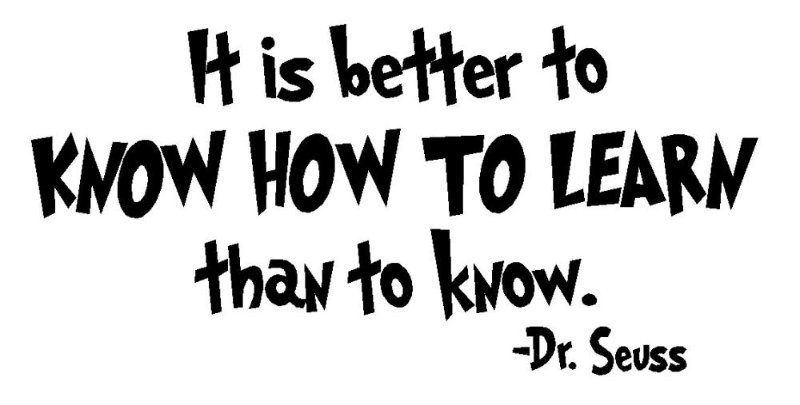 It is better to
KNOW HOW TO LEARN
than to know.
-Dr. Seuss